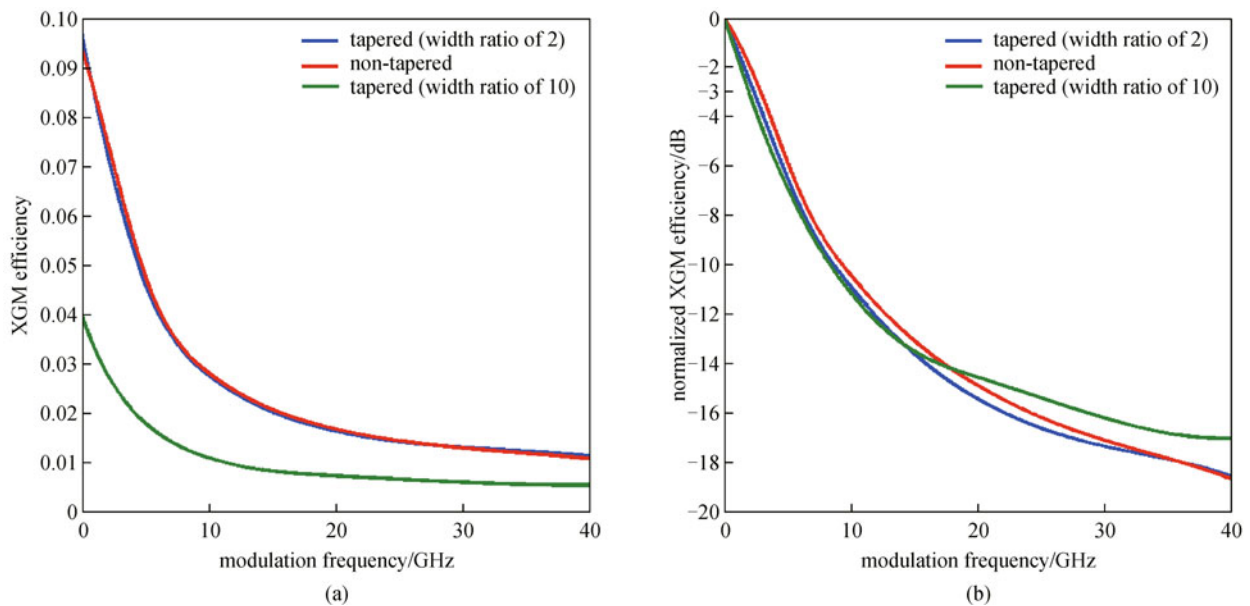 0.10
0.09
0.08
0.07
0.06
0.05
0.04
0.03
0.02
0.01
0
XGM efficiency
tapered (width ratio of 2)
non-tapered
tapered (width ratio of 10)
0 10 20 30 40
modulation frequency/GHz
(a)
0
−2
−3
−4
−6
−8
−10
−12
−14
−16
−18
−20
normalized XGM efficiency/dB
tapered (width ratio of 2)
non-tapered
tapered (width ratio of 10)
0 10 20 30 40
modulation frequency/GHz
(b)